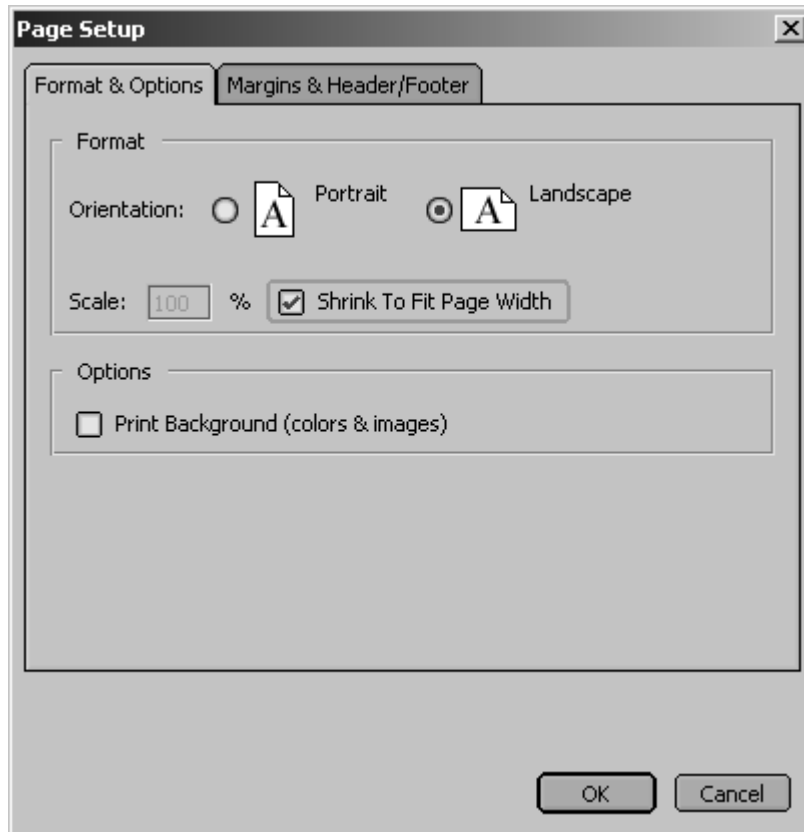 Page Setup
Format & Options Margins & Header/Footer
Format
Orientation: A Portrait A Landscape
Scale: 100 % Shrink To Fit Page Width
Options
Print Background (colors & images)
OK Cancel